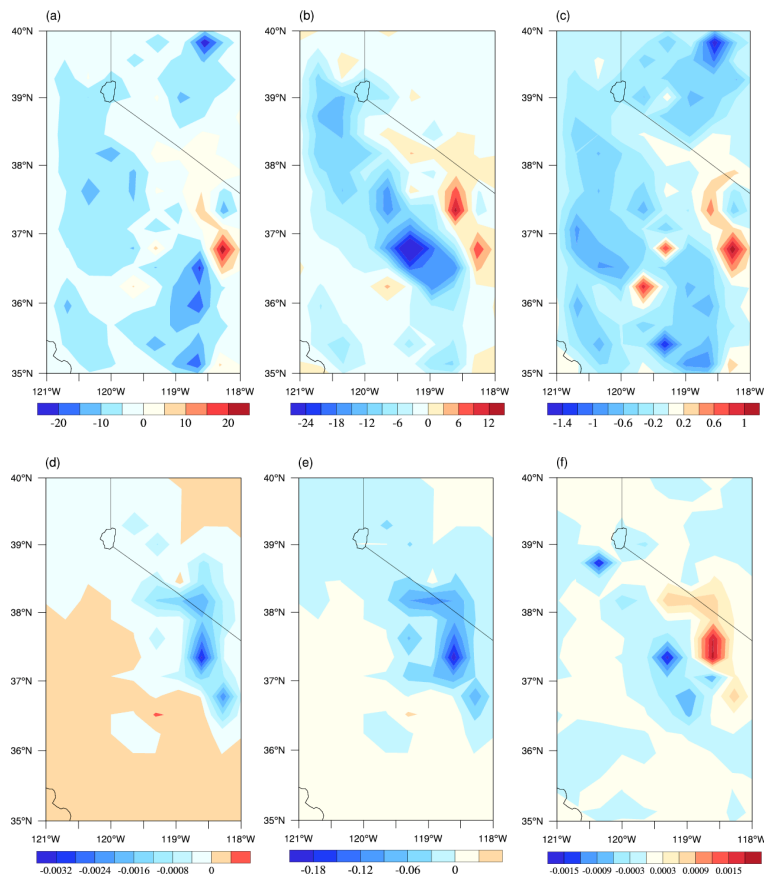 (a) (b) (c)
40°N 40°N 40°N
39°N 39°N 39°N
38°N 38°N 38°N
37°N 37°N 37°N
36°N 36°N 36°N
35°N 35°N 35°N
121°W 120°W 119°W 118°W 121°W 120°W 119°W 118°W 121°W 120°W 119°W 118°W
-20 -10 0 10 20 -24 -18 -12 -6 0 6 12 -1.4 -1 -0.6 -0.2 0.2 0.6 1
(d) (e) (f)
40°N 40°N 40°N
39°N 39°N 39°N
38°N 38°N 38°N
37°N 37°N 37°N
36°N 36°N 36°N
35°N 35°N 35°N
121°W 120°W 119°W 118°W 121°W 120°W 119°W 118°W 121°W 120°W 119°W 118°W
-0.0032 -0.0024 -0.0016 -0.0008 0 -0.18 -0.12 -0.06 0 -0.0015 -0.0009 -0.0003 0.0003 0.0009 0.0015